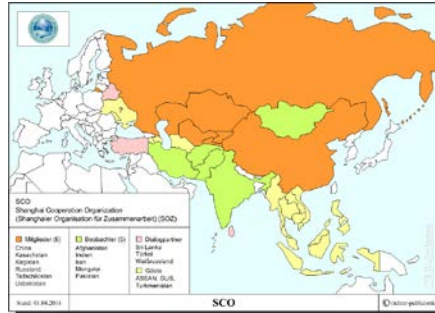 SCO
Shanghai Cooperation Organization
(Shanghaier Organisation für Zusammenarbeit) (SOZ)
Mitglieder (6)
China
Kasachstan
Kirgistan
Russland
Tadschikistan
Usbekistan
Beobachter (5)
Afghanistan
Indien
Iran
Mongolei
Pakistan
Dialogpartner
Sri Lanka
Türkei
Weißrussland
Gäste
ASEAN, GUS,
Turkmenistan
?
Stand:
SCO
©